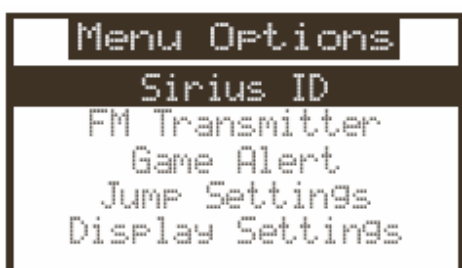 Menu Options
Sirius ID
FM Transmitter
Game Alert
Jump Settings
Display Settings